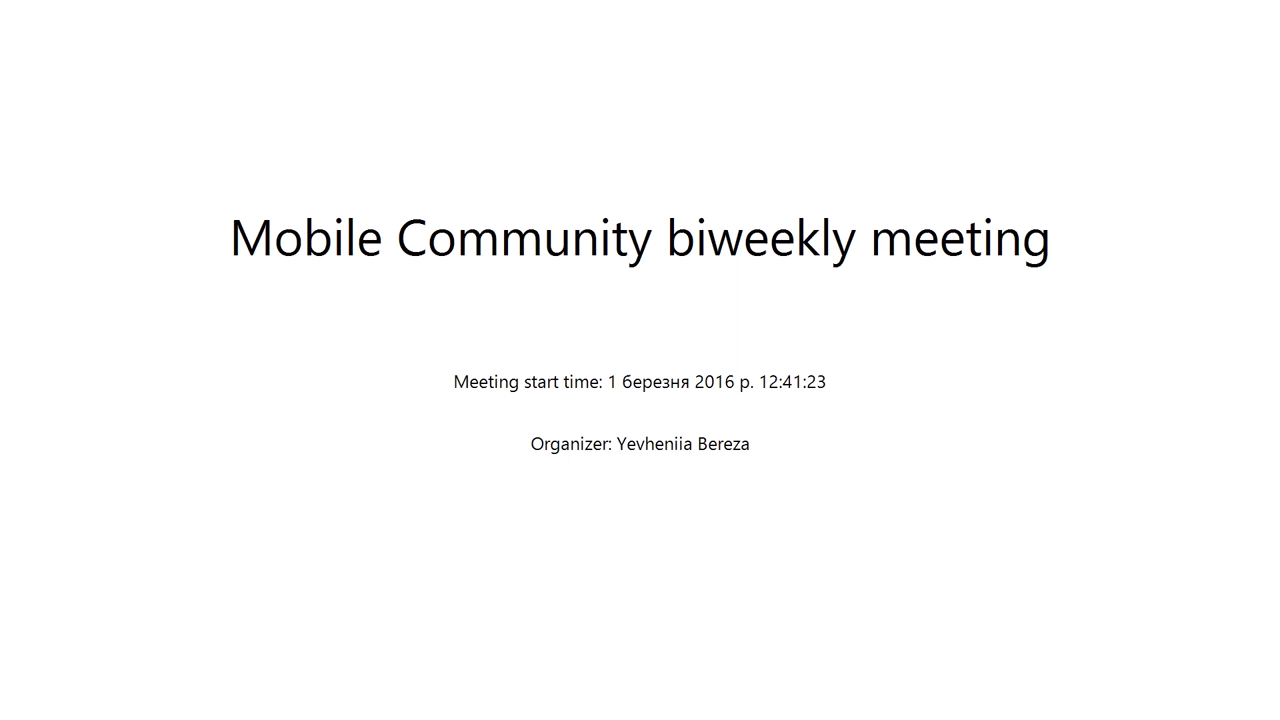 Mobile Community biweekly meeting
Meeting start time: 1 березня 2016 р. 12:41:23
Organizer: Yevheniia Bereza